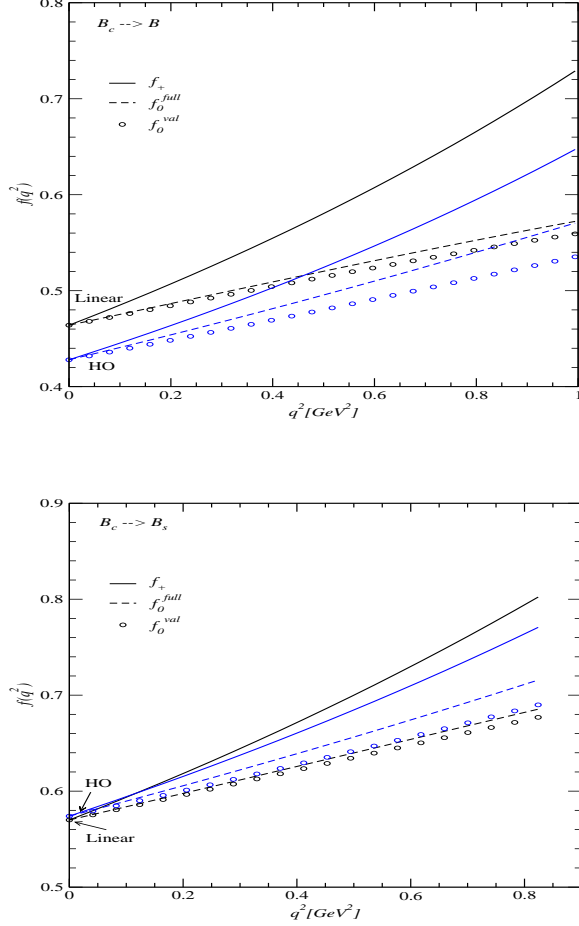 B_c --> B
f_+
f_0^{full}
f_0^{val}
Linear
HO
f(q^2)
0.8
0.7
0.6
0.5
0.4
0 0.2 0.4 0.6 0.8 1
q^2[GeV^2]
B_c --> B_s
f_+
f_0^{full}
f_0^{val}
HO
Linear
f(q^2)
0.9
0.8
0.7
0.6
0.5
0 0.2 0.4 0.6 0.8
q^2[GeV^2]